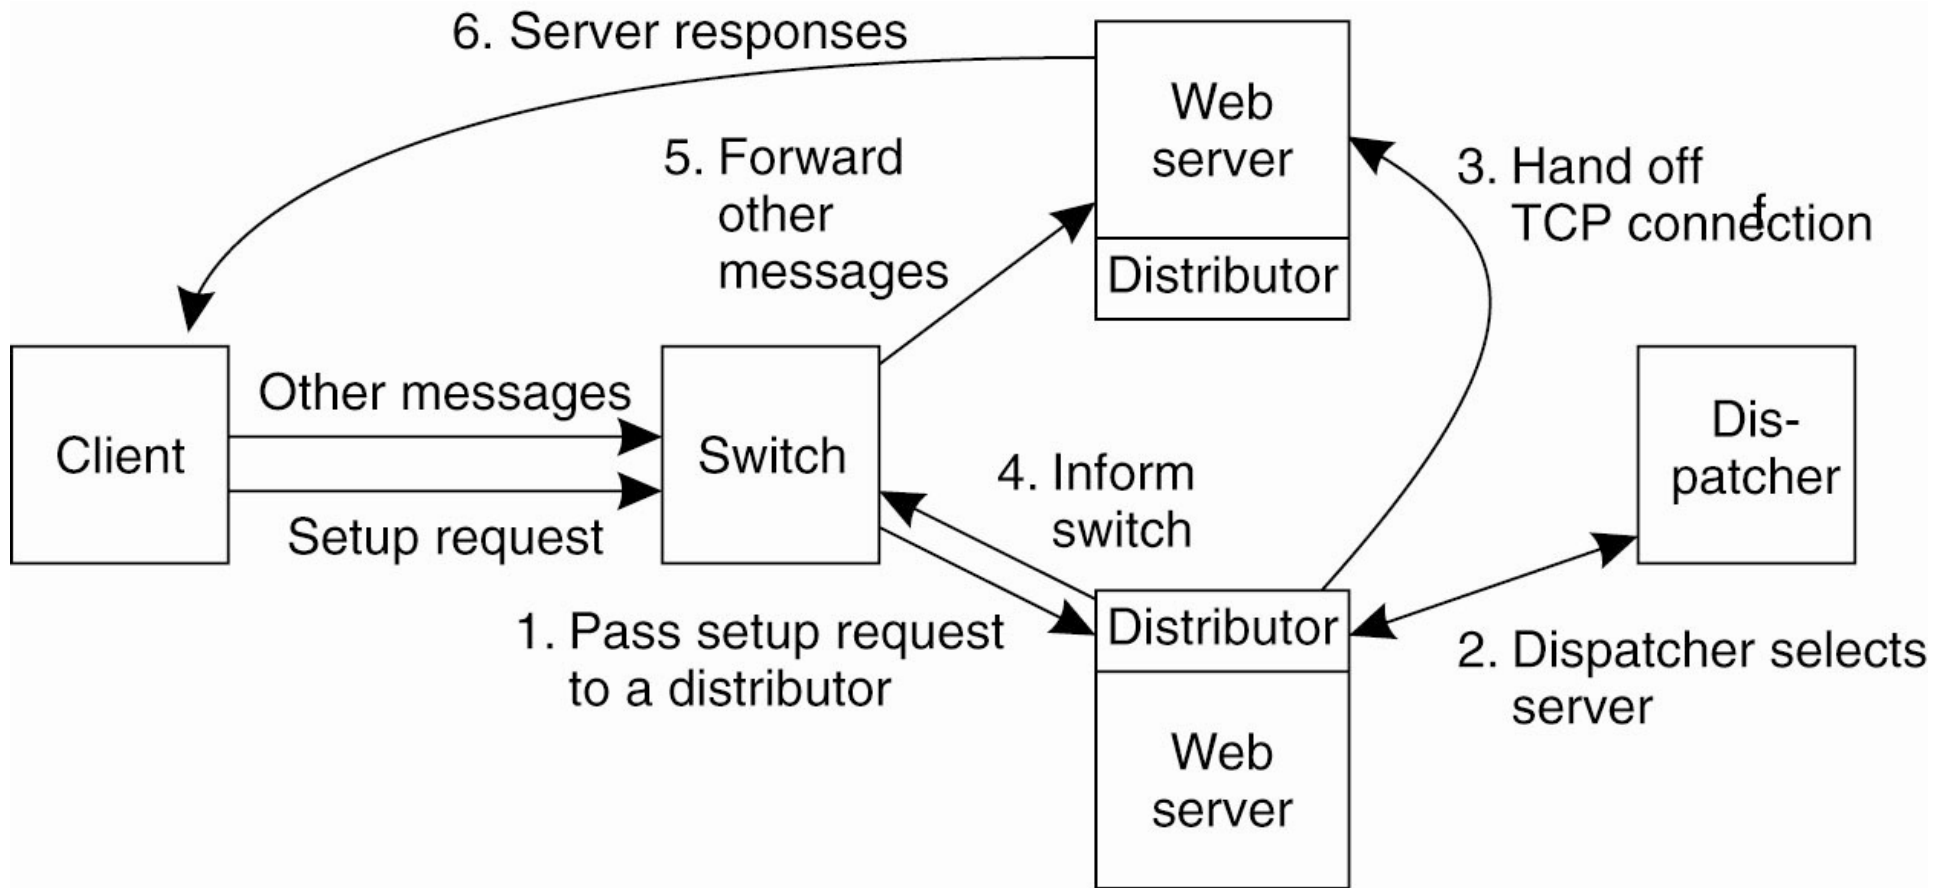 6. Server responses
Web
server
Distributor
5. Forward
other
messages
3. Hand off
TCP connection
f
Client
Other messages
Setup request
Switch
4. Inform
switch
Dis-
patcher
1. Pass setup request
to a distributor
Distributor
Web
server
2. Dispatcher selects
server